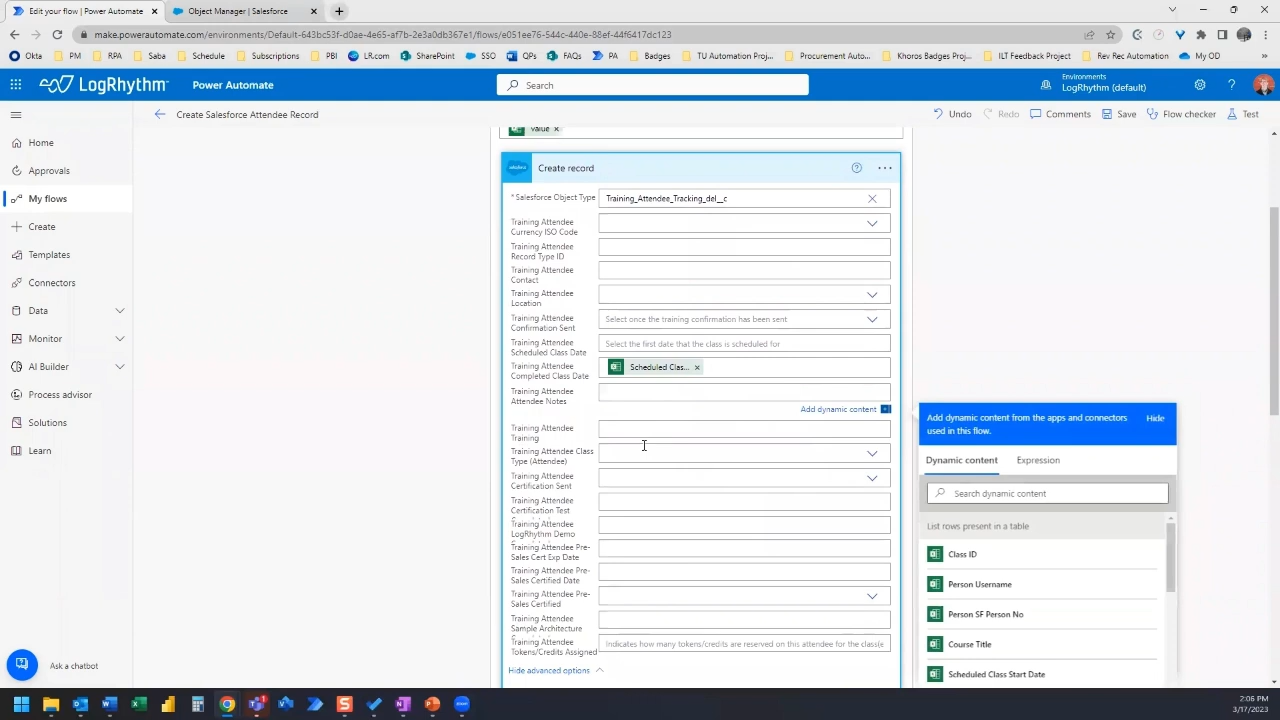 Edit your flow | Power Automate
Object Manager | Salesforce
make.powerautomate.com/environments/Default-643bc53f-d0ae-4e65-af7b-2e3a0db367e1/flows/e051ee76-544c-440e-88ef-44f6417dc123
Okta PM RPA Saba Schedule Subscriptions PBI LR.com SharePoint SSO QPs FAQs PA Badges TU Automation Proj... Procurement Autom... Khoros Badges Proj... ILT Feedback Project Rev Rec Automation My OD
LogRhythm Power Automate
Search
Environments
LogRhythm (default)
Create Salesforce Attendee Record
Undo Redo Comments Save Flow checker Test
Home
Approvals
My flows
Create
Templates
Connectors
Data
Monitor
AI Builder
Process advisor
Solutions
Learn
Ask a chatbot
Value
Create record
* Salesforce Object Type
Training_Attendee_Tracking_del__c
Training Attendee
Currency ISO Code
Training Attendee
Record Type ID
Training Attendee
Contact
Training Attendee
Location
Training Attendee
Confirmation Sent
Select once the training confirmation has been sent
Training Attendee
Scheduled Class Date
Select the first date that the class is scheduled for
Training Attendee
Completed Class Date
Scheduled Clas...
Training Attendee
Attendee Notes
Add dynamic content
Training Attendee
Training
Training Attendee Class
Type (Attendee)
Training Attendee
Certification Sent
Training Attendee
Certification Test
Training Attendee
LogRhythm Demo
Training Attendee Pre-
Sales Cert Exp Date
Training Attendee Pre-
Sales Certified Date
Training Attendee Pre-
Sales Certified
Training Attendee
Sample Architecture
Training Attendee
Tokens/Credits Assigned
Indicates how many tokens/credits are reserved on this attendee for the class(e
Hide advanced options
Add dynamic content from the apps and connectors
used in this flow.
Hide
Dynamic content
Expression
Search dynamic content
List rows present in a table
Class ID
Person Username
Person SF Person No
Course Title
Scheduled Class Start Date
2:06 PM
3/17/2023